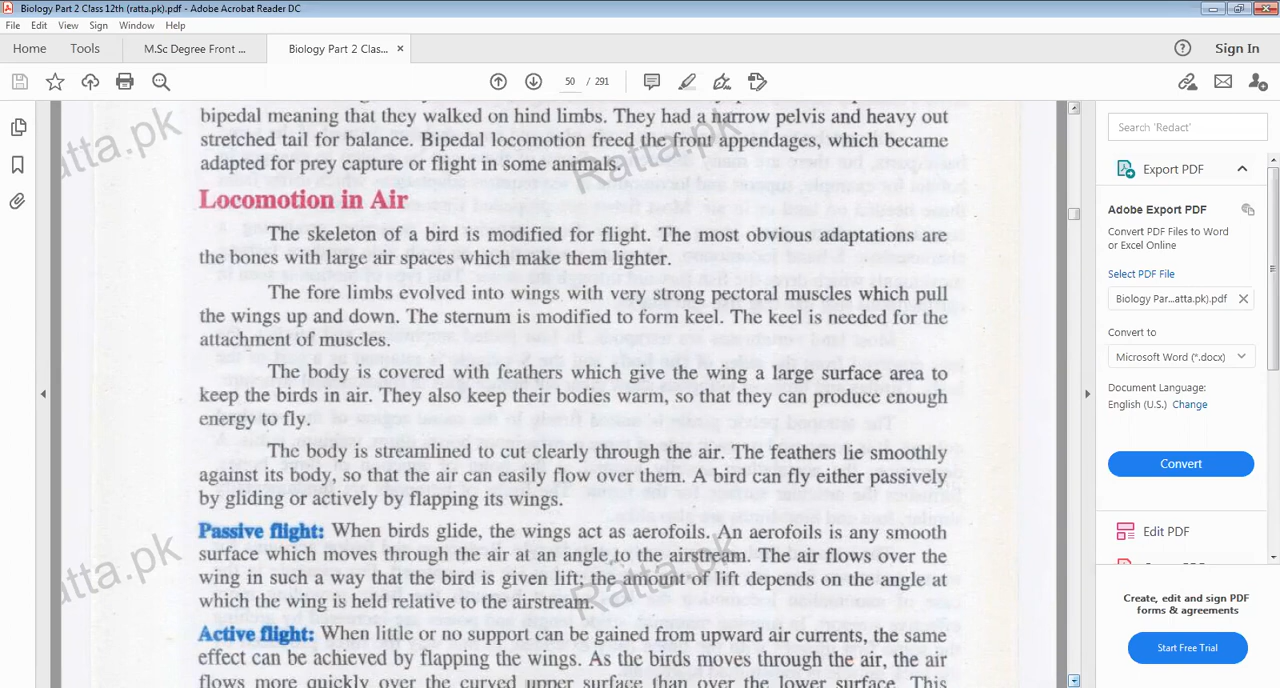 Biology Part 2 Class 12th (ratta.pk).pdf - Adobe Acrobat Reader DC
File Edit View Sign Window Help
Home Tools M.Sc Degree Front ... Biology Part 2 Clas... × Sign In
50 / 291
bipedal meaning that they walked on hind limbs. They had a narrow pelvis and heavy out
stretched tail for balance. Bipedal locomotion freed the front appendages, which became
adapted for prey capture or flight in some animals.
Locomotion in Air
The skeleton of a bird is modified for flight. The most obvious adaptations are
the bones with large air spaces which make them lighter.
The fore limbs evolved into wings with very strong pectoral muscles which pull
the wings up and down. The sternum is modified to form keel. The keel is needed for the
attachment of muscles.
The body is covered with feathers which give the wing a large surface area to
keep the birds in air. They also keep their bodies warm, so that they can produce enough
energy to fly.
The body is streamlined to cut clearly through the air. The feathers lie smoothly
against its body, so that the air can easily flow over them. A bird can fly either passively
by gliding or actively by flapping its wings.
Passive flight: When birds glide, the wings act as aerofoils. An aerofoils is any smooth
surface which moves through the air at an angle to the airstream. The air flows over the
wing in such a way that the bird is given lift; the amount of lift depends on the angle at
which the wing is held relative to the airstream.
Active flight: When little or no support can be gained from upward air currents, the same
effect can be achieved by flapping the wings. As the birds moves through the air, the air
flows more quickly over the curved upper surface than over the lower surface. This
Ratta.pk
Ratta.pk
Ratta.pk
Ratta.pk
Search 'Redact'
Export PDF
Adobe Export PDF
Convert PDF Files to Word
or Excel Online
Select PDF File
Biology Par...atta.pk).pdf
Convert to
Microsoft Word (*.docx)
Document Language:
English (U.S.) Change
Convert
Edit PDF
Create, edit and sign PDF
forms & agreements
Start Free Trial